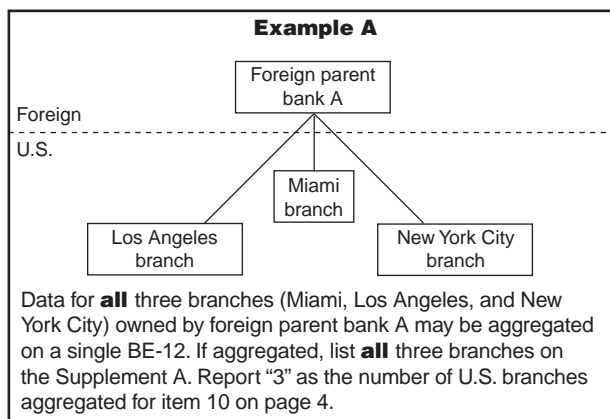 Example A
Foreign parent
bank A
Foreign
U.S.
Miami
branch
Los Angeles
branch
New York City
branch
Data for all three branches (Miami, Los Angeles, and New
York City) owned by foreign parent bank A may be aggregated
on a single BE-12. If aggregated, list all three branches on
the Supplement A. Report “3” as the number of U.S. branches
aggregated for item 10 on page 4.